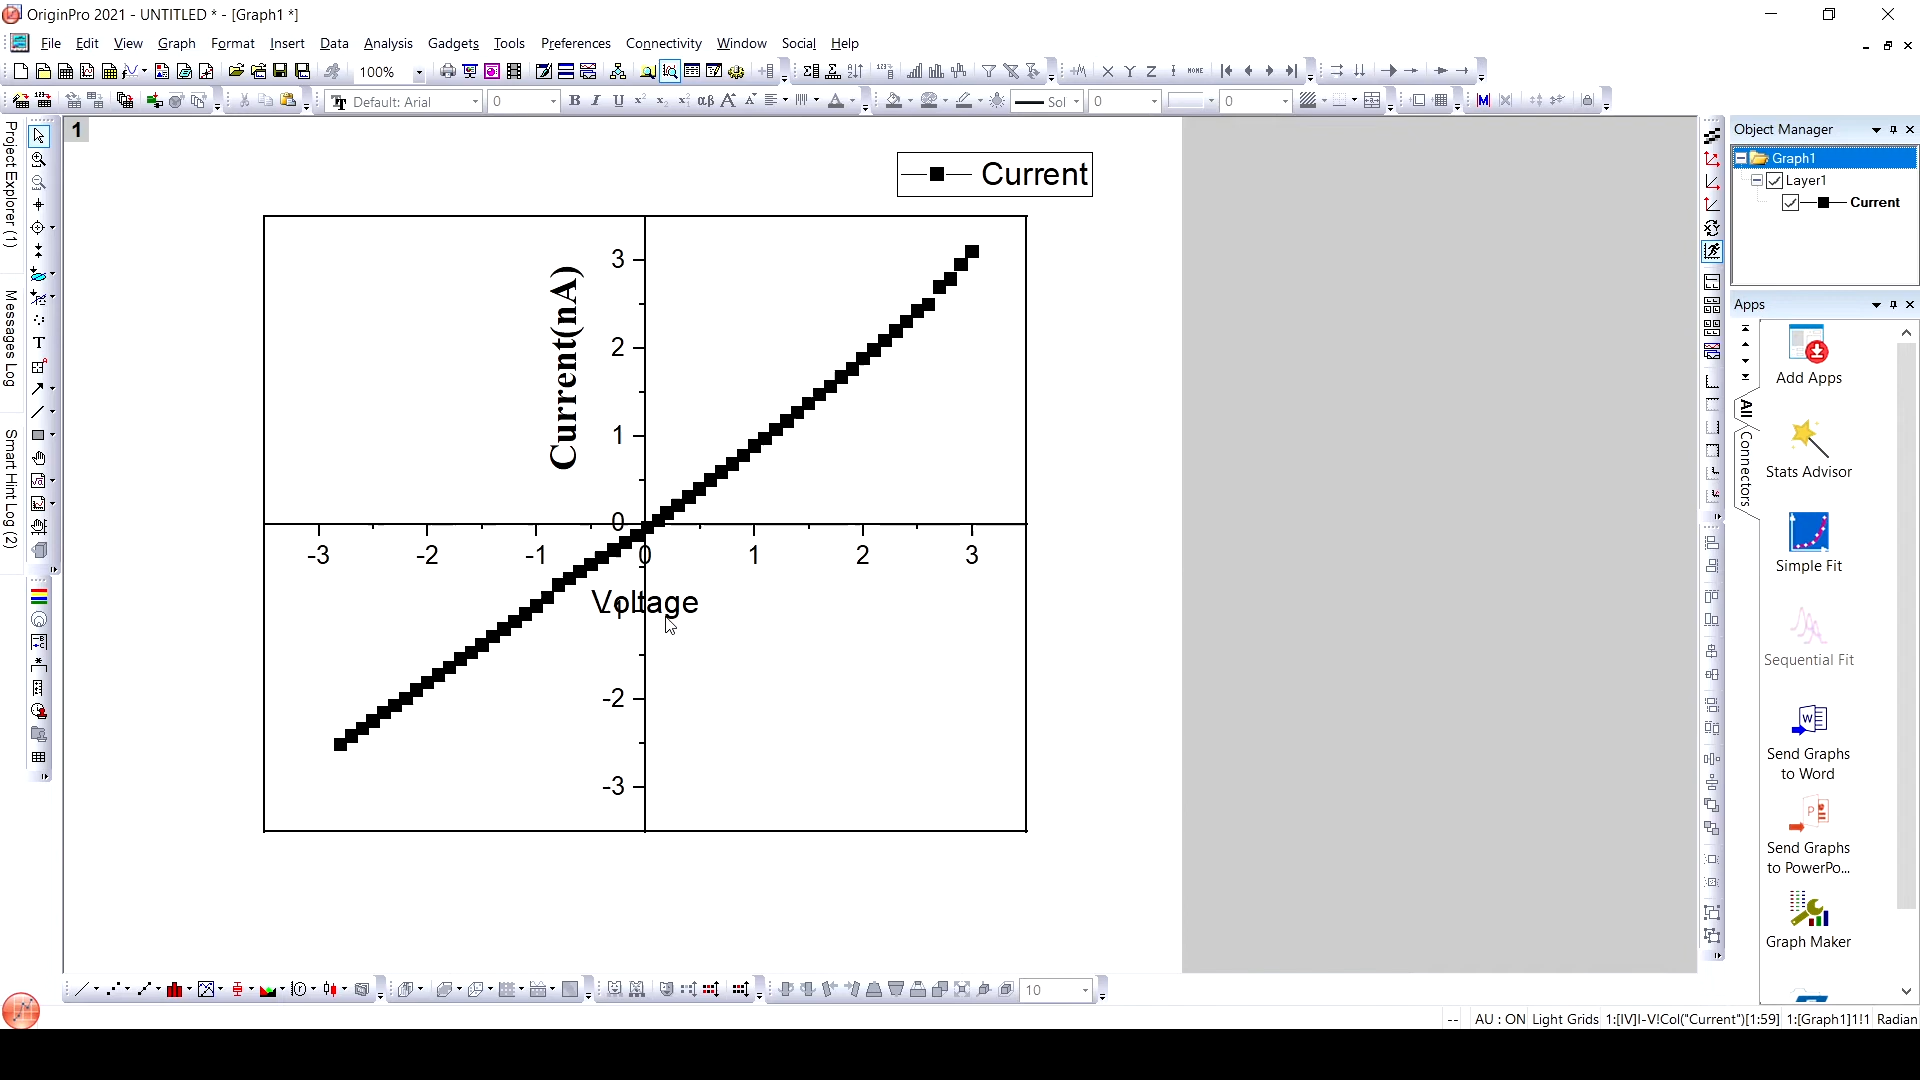 OriginPro 2021 - UNTITLED * - [Graph1 *]
File Edit View Graph Format Insert Data Analysis Gadgets Tools Preferences Connectivity Window Social Help
100%
Default: Arial 0 B I U Sol 0 0
Project Explorer (1)
Messages Log
Smart Hint Log (2)
1
Current
Current(nA)
3
2
1
0
-3 -2 -1 0 1 2 3
Voltage
-1
-2
-3
Object Manager
Graph1
Layer1
Current
Apps
All
Connectors
Add Apps
Stats Advisor
Simple Fit
Sequential Fit
Send Graphs
to Word
Send Graphs
to PowerPo...
Graph Maker
10
-- AU : ON Light Grids 1:[IV]I-V!Col("Current")[1:59] 1:[Graph1]1!1 Radian